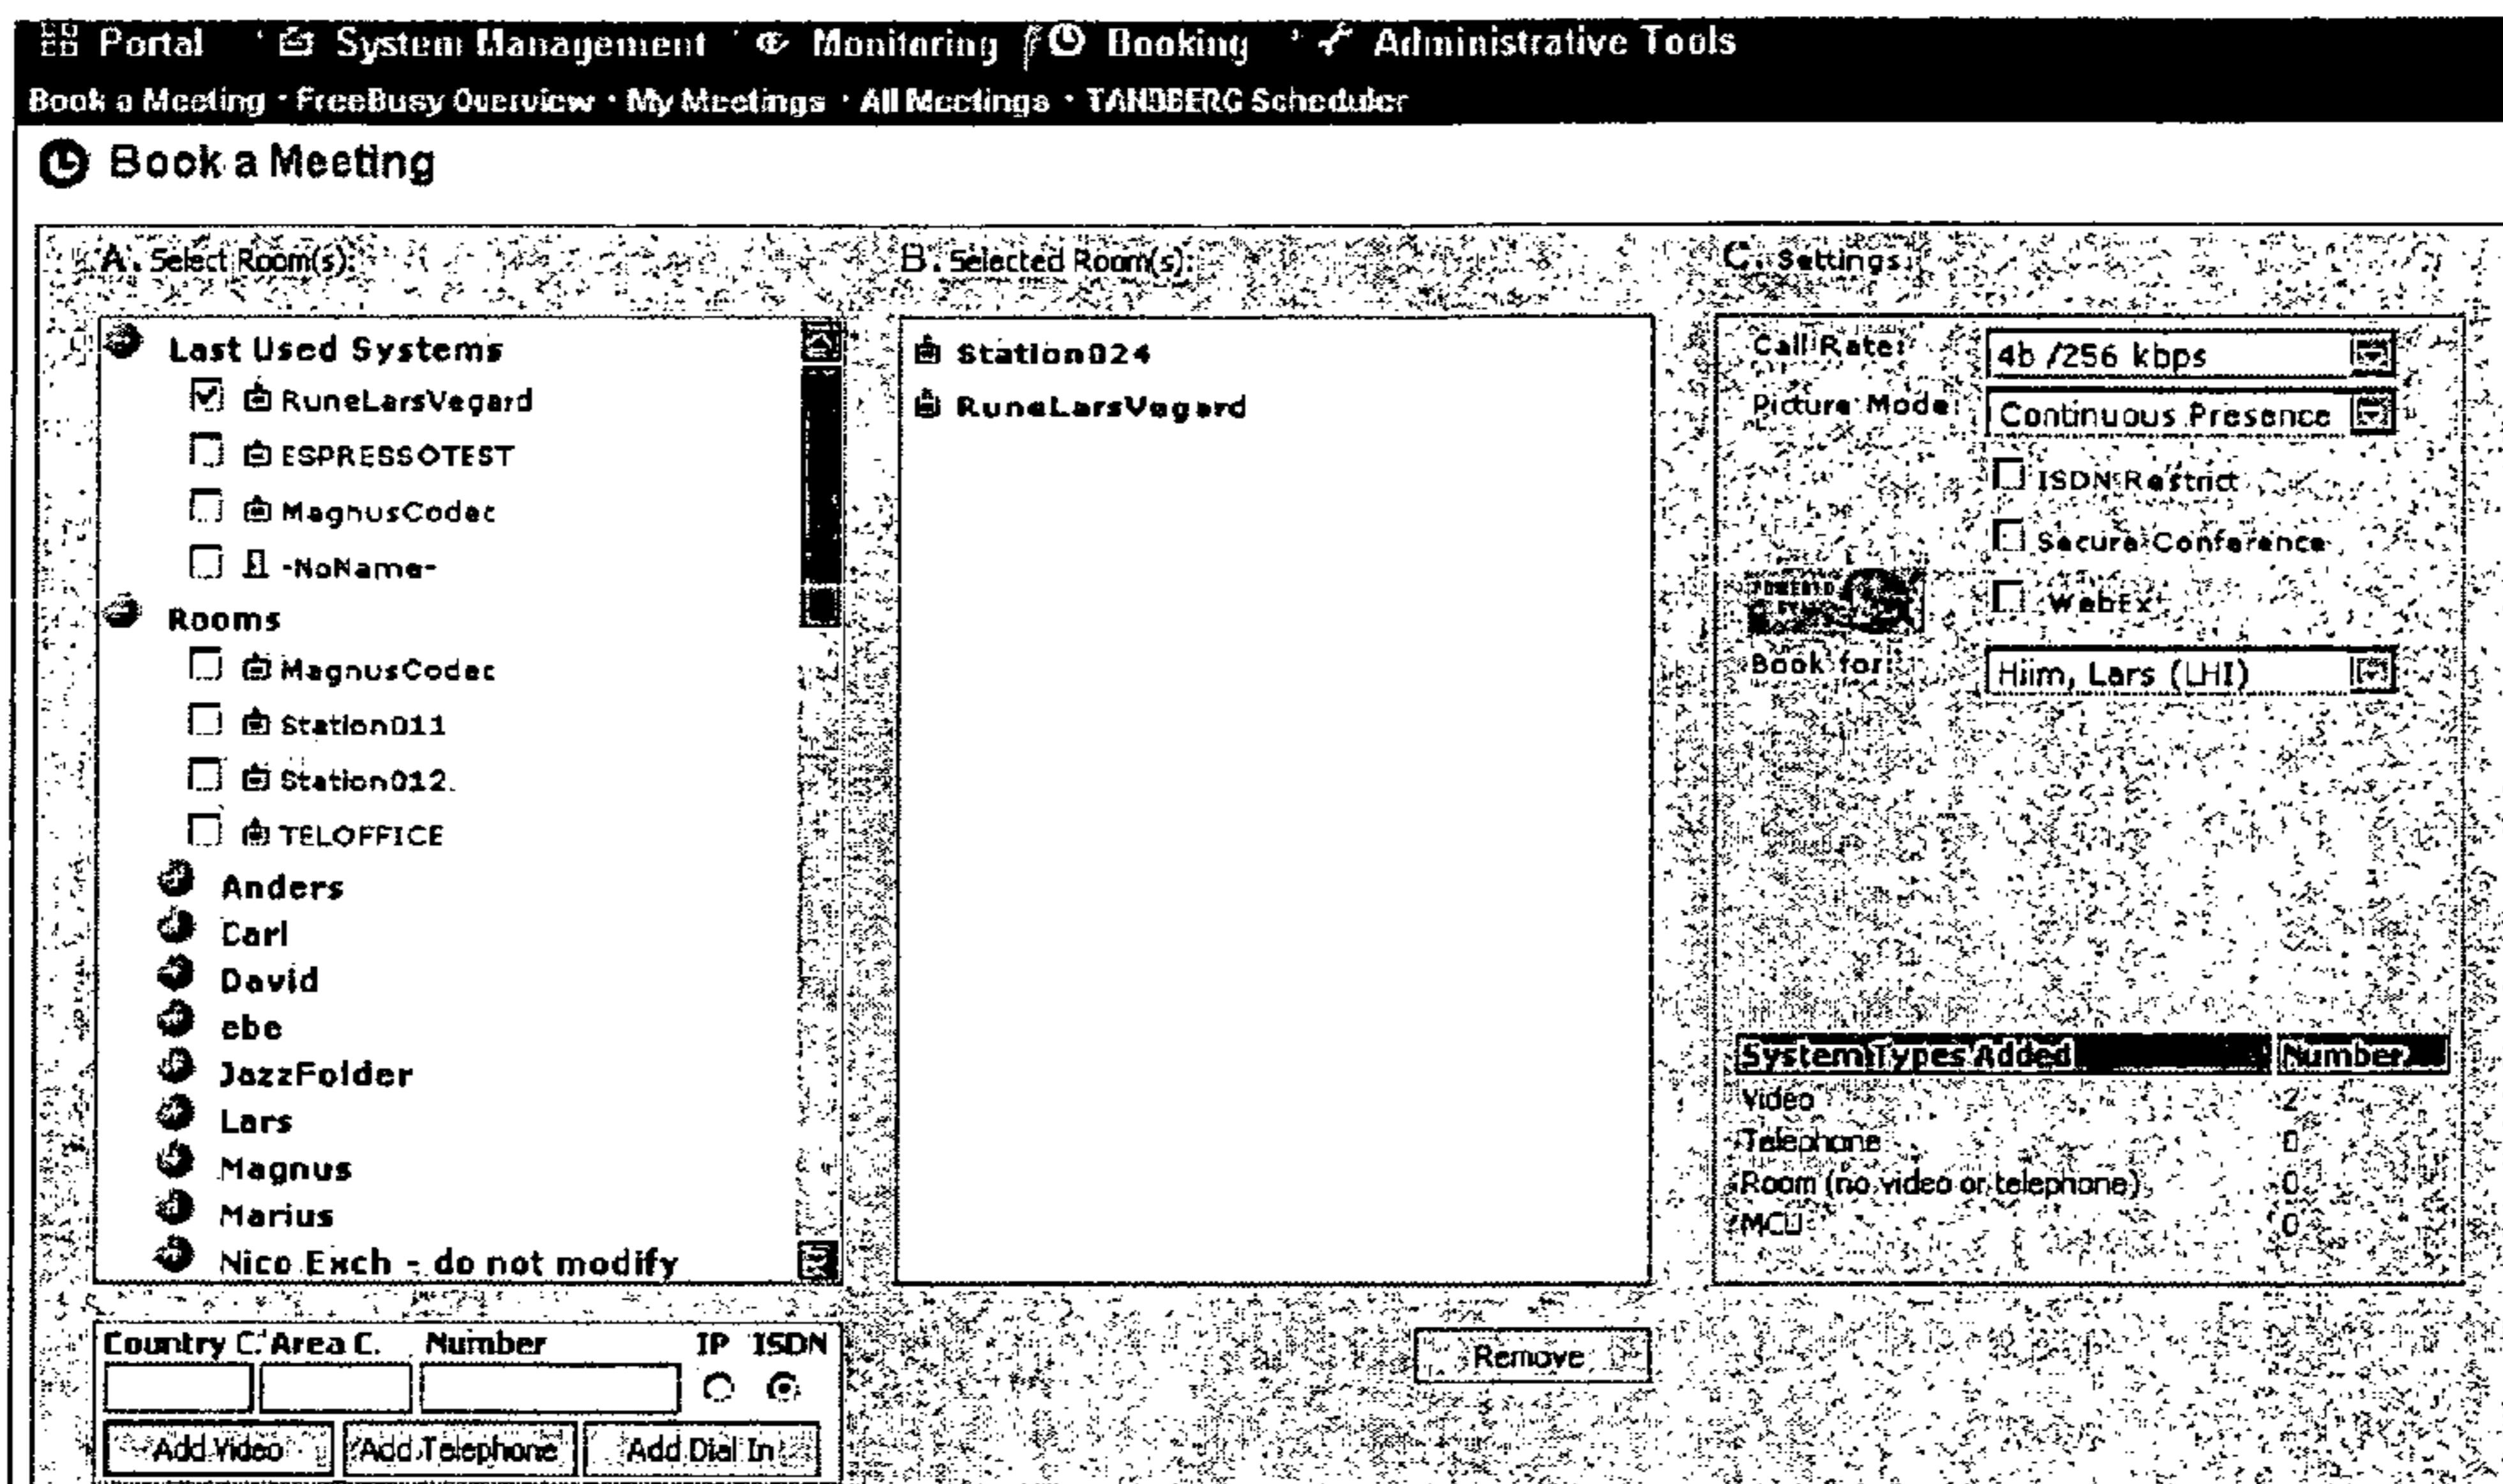 Portal System Management Monitoring Booking Administrative Tools
Book a Meeting · FreeBusy Overview · My Meetings · All Meetings · TANDBERG Scheduler
Book a Meeting
A. Select Room(s):
Last Used Systems
RuneLarsVegard
ESPRESSOTEST
MagnusCodec
-NoName-
Rooms
MagnusCodec
Station011
Station012
TELOFFICE
Anders
Carl
David
ebe
JazzFolder
Lars
Magnus
Marius
Nico Exch - do not modify
Country C. Area C. Number IP ISDN
Add Video Add Telephone Add Dial In
B. Selected Room(s):
Station024
RuneLarsVegard
Remove
C. Settings:
Call Rate: 4b /256 kbps
Picture Mode: Continuous Presence
ISDN Restrict
Secure Conference
WebEx
POWERED
BY
Book for: Hiim, Lars (LHI)
System Types Added Number
Video 2
Telephone 0
Room (no video or telephone) 0
MCU 0